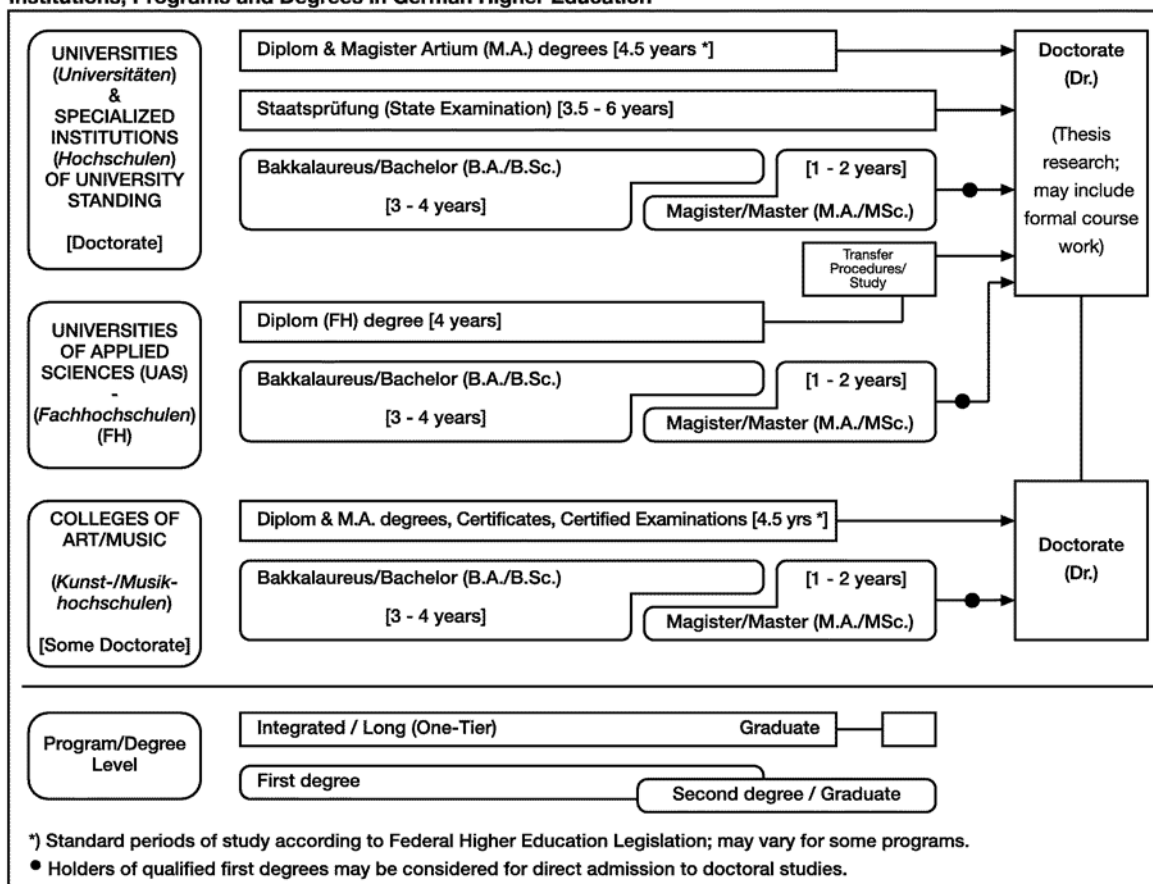 Institutions, Programs and Degrees in German Higher Education
UNIVERSITIES
(Universitäten)
&
SPECIALIZED
INSTITUTIONS
(Hochschulen)
OF UNIVERSITY
STANDING
[Doctorate]
Diplom & Magister Artium (M.A.) degrees [4.5 years *]
Staatsprüfung (State Examination) [3.5 - 6 years]
Bakkalaureus/Bachelor (B.A./B.Sc.)
[3 - 4 years]
[1 - 2 years]
Magister/Master (M.A./MSc.)
Transfer
Procedures/
Study
Doctorate
(Dr.)
(Thesis
research;
may include
formal course
work)
UNIVERSITIES
OF APPLIED
SCIENCES (UAS)
-
(Fachhochschulen)
(FH)
Diplom (FH) degree [4 years]
Bakkalaureus/Bachelor (B.A./B.Sc.)
[3 - 4 years]
[1 - 2 years]
Magister/Master (M.A./MSc.)
COLLEGES OF
ART/MUSIC
(Kunst-/Musik-
hochschulen)
[Some Doctorate]
Diplom & M.A. degrees, Certificates, Certified Examinations [4.5 yrs *]
Bakkalaureus/Bachelor (B.A./B.Sc.)
[3 - 4 years]
[1 - 2 years]
Magister/Master (M.A./MSc.)
Doctorate
(Dr.)
Program/Degree
Level
Integrated / Long (One-Tier)
Graduate
First degree
Second degree / Graduate
*) Standard periods of study according to Federal Higher Education Legislation; may vary for some programs.
● Holders of qualified first degrees may be considered for direct admission to doctoral studies.